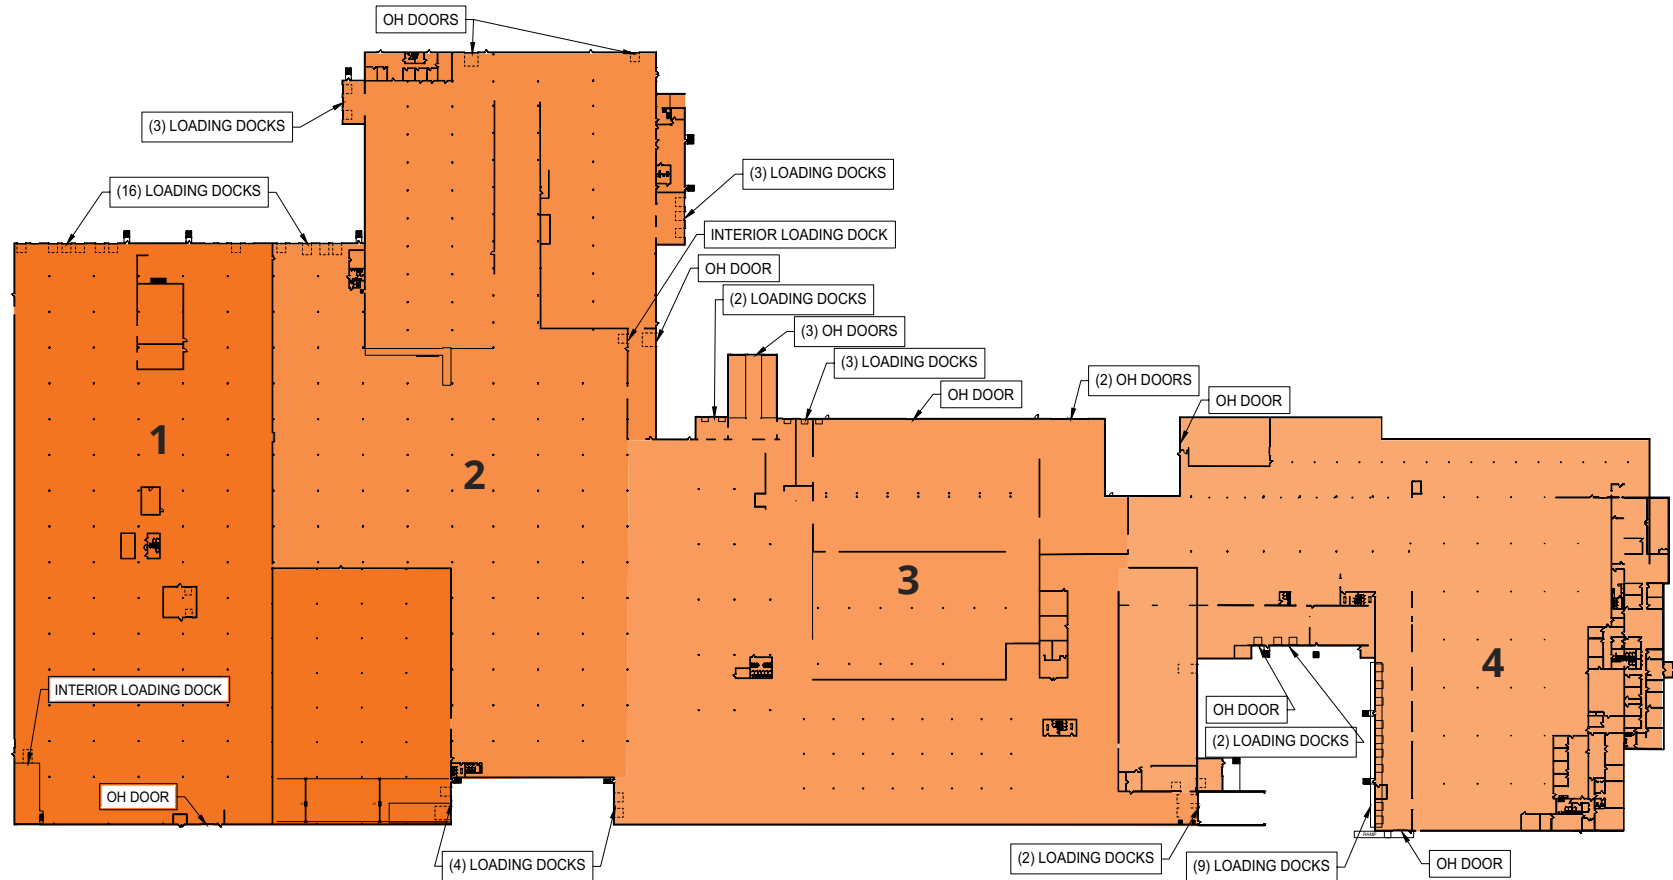 OH DOORS
(3) LOADING DOCKS
(3) LOADING DOCKS
(16) LOADING DOCKS
INTERIOR LOADING DOCK
OH DOOR
(2) LOADING DOCKS
(3) OH DOORS
(3) LOADING DOCKS
OH DOOR
(2) OH DOORS
OH DOOR
1
2
3
4
INTERIOR LOADING DOCK
OH DOOR
OH DOOR
(2) LOADING DOCKS
RAMP
(4) LOADING DOCKS
(2) LOADING DOCKS
(9) LOADING DOCKS
OH DOOR